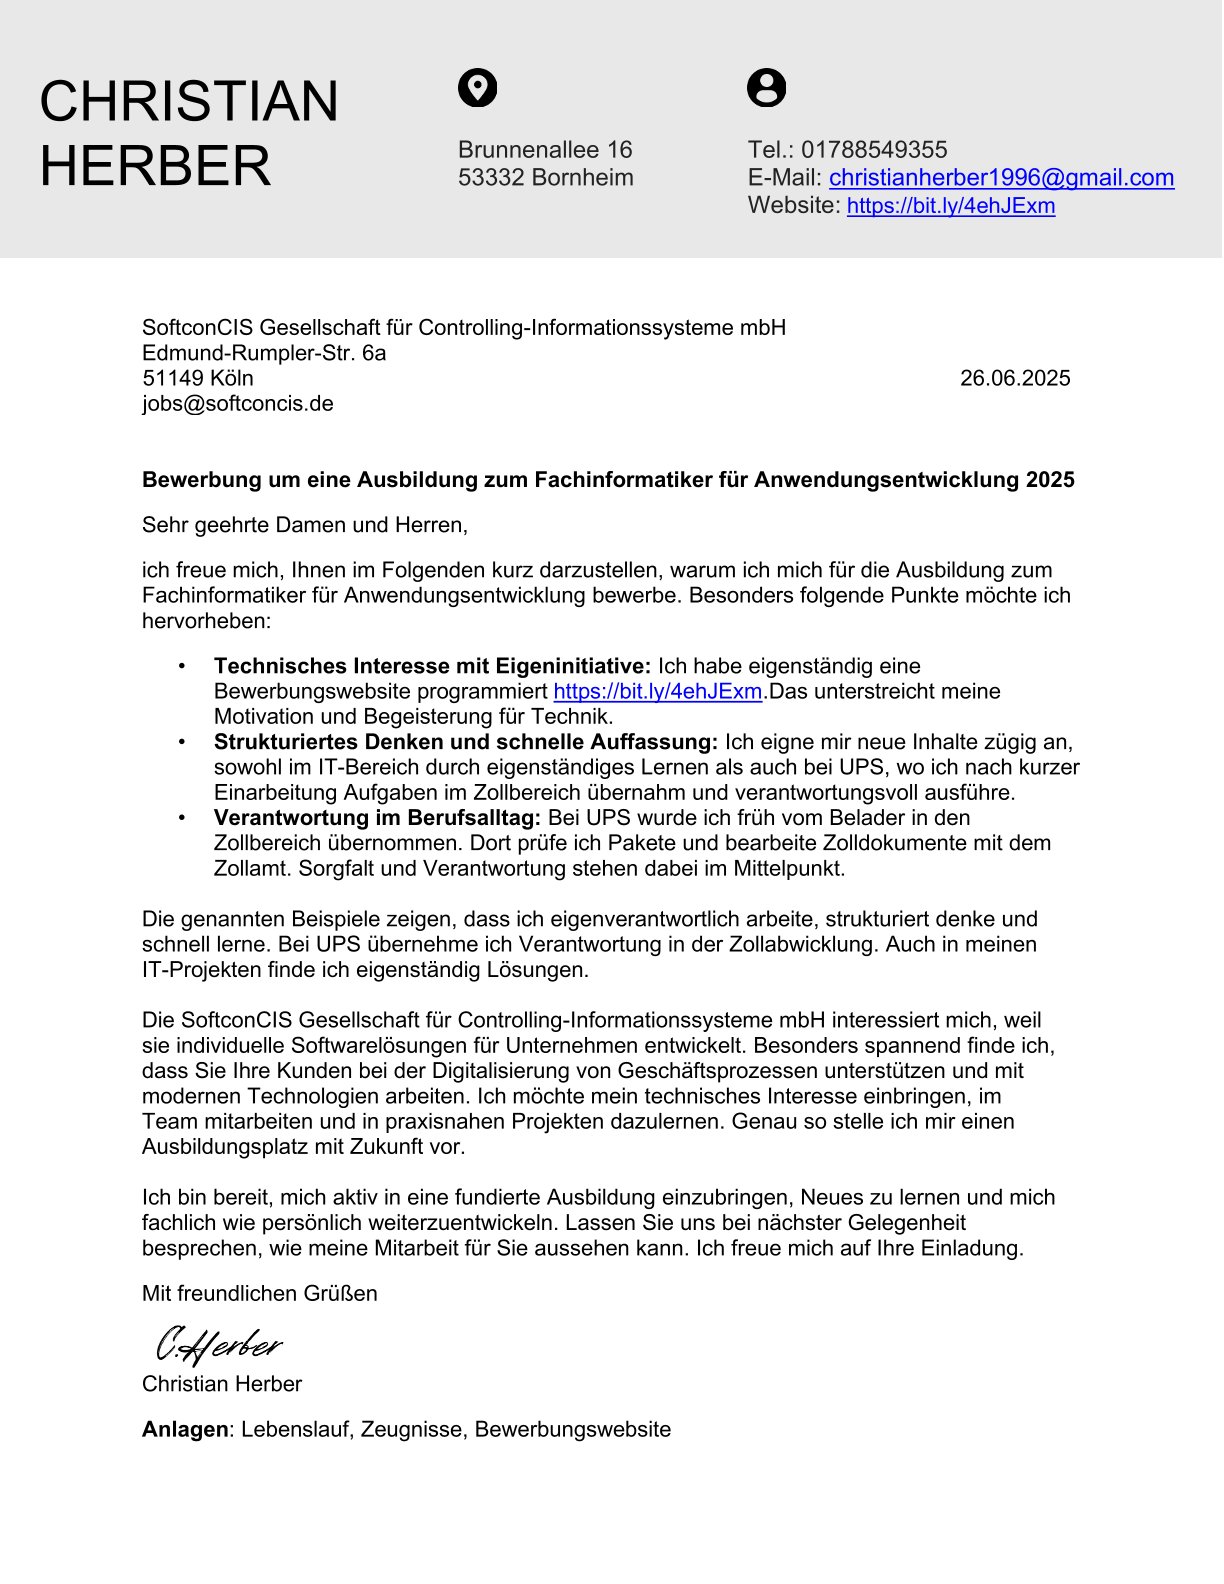 CHRISTIAN
HERBER
Brunnenallee 16
53332 Bornheim
Tel.: 01788549355
E-Mail: christianherber1996@gmail.com
Website: https://bit.ly/4ehJExm
SoftconCIS Gesellschaft für Controlling-Informationssysteme mbH
Edmund-Rumpler-Str. 6a
51149 Köln 26.06.2025
jobs@softconcis.de
Bewerbung um eine Ausbildung zum Fachinformatiker für Anwendungsentwicklung 2025
Sehr geehrte Damen und Herren,
ich freue mich, Ihnen im Folgenden kurz darzustellen, warum ich mich für die Ausbildung zum
Fachinformatiker für Anwendungsentwicklung bewerbe. Besonders folgende Punkte möchte ich
hervorheben:
• Technisches Interesse mit Eigeninitiative: Ich habe eigenständig eine
Bewerbungswebsite programmiert https://bit.ly/4ehJExm.Das unterstreicht meine
Motivation und Begeisterung für Technik.
• Strukturiertes Denken und schnelle Auffassung: Ich eigne mir neue Inhalte zügig an,
sowohl im IT-Bereich durch eigenständiges Lernen als auch bei UPS, wo ich nach kurzer
Einarbeitung Aufgaben im Zollbereich übernahm und verantwortungsvoll ausführe.
• Verantwortung im Berufsalltag: Bei UPS wurde ich früh vom Belader in den
Zollbereich übernommen. Dort prüfe ich Pakete und bearbeite Zolldokumente mit dem
Zollamt. Sorgfalt und Verantwortung stehen dabei im Mittelpunkt.
Die genannten Beispiele zeigen, dass ich eigenverantwortlich arbeite, strukturiert denke und
schnell lerne. Bei UPS übernehme ich Verantwortung in der Zollabwicklung. Auch in meinen
IT-Projekten finde ich eigenständig Lösungen.
Die SoftconCIS Gesellschaft für Controlling-Informationssysteme mbH interessiert mich, weil
sie individuelle Softwarelösungen für Unternehmen entwickelt. Besonders spannend finde ich,
dass Sie Ihre Kunden bei der Digitalisierung von Geschäftsprozessen unterstützen und mit
modernen Technologien arbeiten. Ich möchte mein technisches Interesse einbringen, im
Team mitarbeiten und in praxisnahen Projekten dazulernen. Genau so stelle ich mir einen
Ausbildungsplatz mit Zukunft vor.
Ich bin bereit, mich aktiv in eine fundierte Ausbildung einzubringen, Neues zu lernen und mich
fachlich wie persönlich weiterzuentwickeln. Lassen Sie uns bei nächster Gelegenheit
besprechen, wie meine Mitarbeit für Sie aussehen kann. Ich freue mich auf Ihre Einladung.
Mit freundlichen Grüßen
C.Herber
Christian Herber
Anlagen: Lebenslauf, Zeugnisse, Bewerbungswebsite